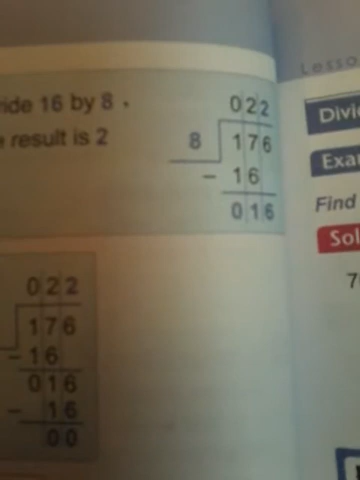 ide 16 by 8 ,
result is 2
022
8 176
- 16
016
022
176
- 16
016
- 16
00
Lesso
Divi
Exa
Find
Sol
7